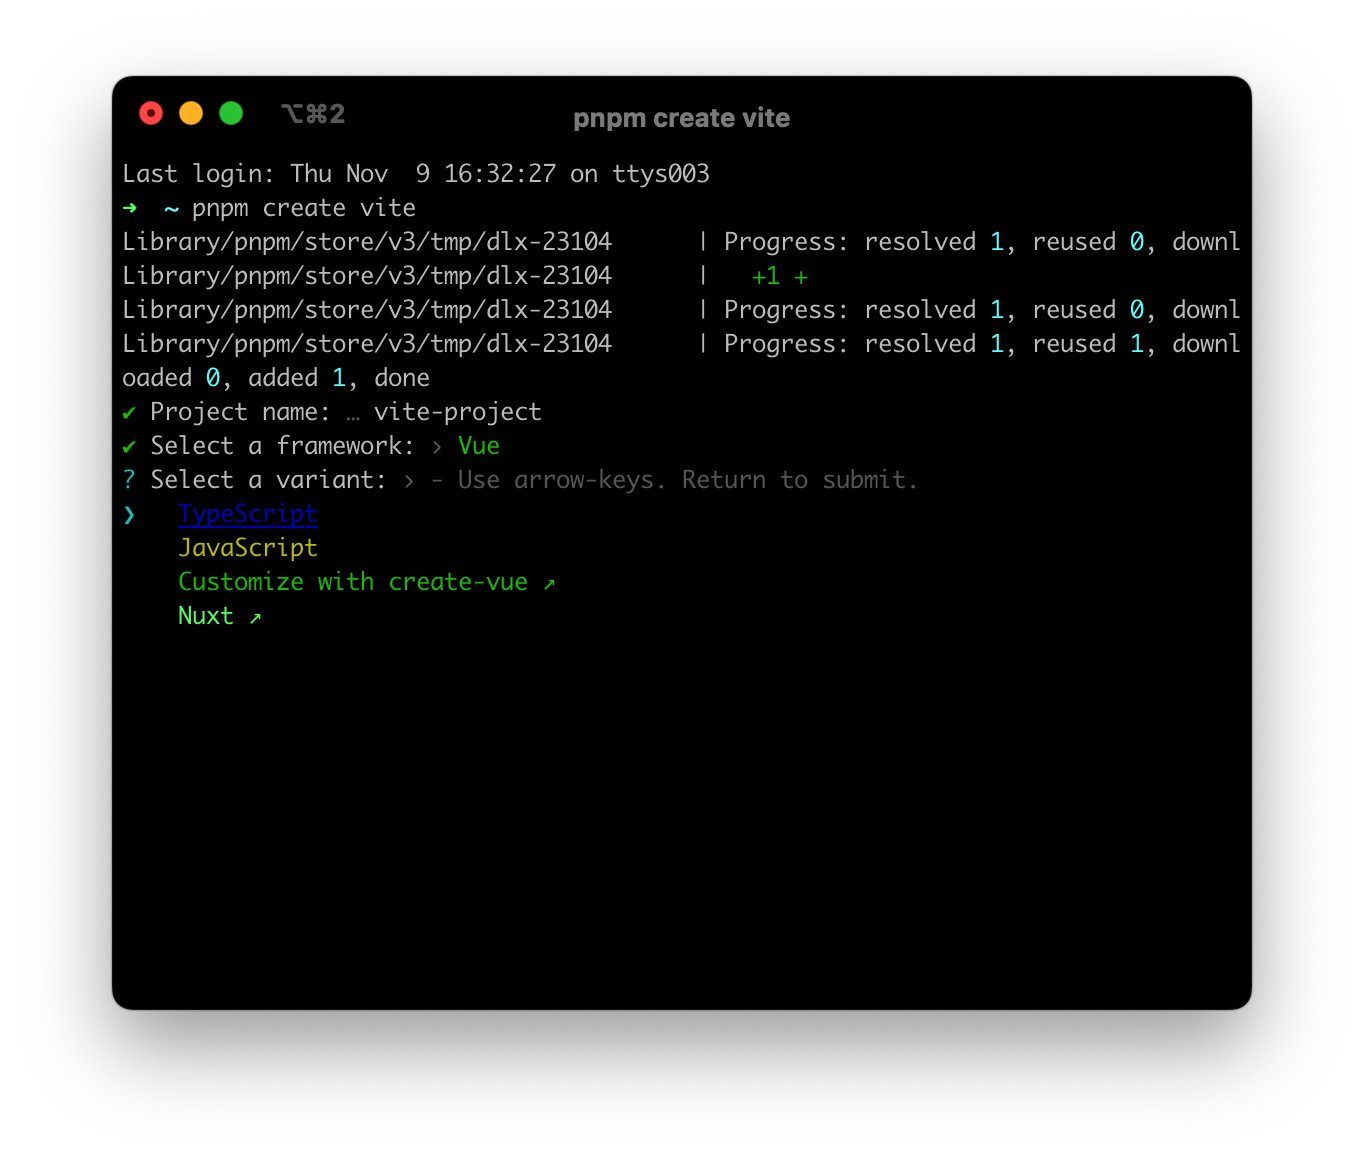 ⌥⌘2
pnpm create vite
Last login: Thu Nov  9 16:32:27 on ttys003
➜  ~ pnpm create vite
Library/pnpm/store/v3/tmp/dlx-23104      | Progress: resolved 1, reused 0, downl
Library/pnpm/store/v3/tmp/dlx-23104      |   +1 +
Library/pnpm/store/v3/tmp/dlx-23104      | Progress: resolved 1, reused 0, downl
Library/pnpm/store/v3/tmp/dlx-23104      | Progress: resolved 1, reused 1, downl
oaded 0, added 1, done
✔ Project name: … vite-project
✔ Select a framework: › Vue
? Select a variant: › - Use arrow-keys. Return to submit.
❯   TypeScript
    JavaScript
    Customize with create-vue ↗
    Nuxt ↗